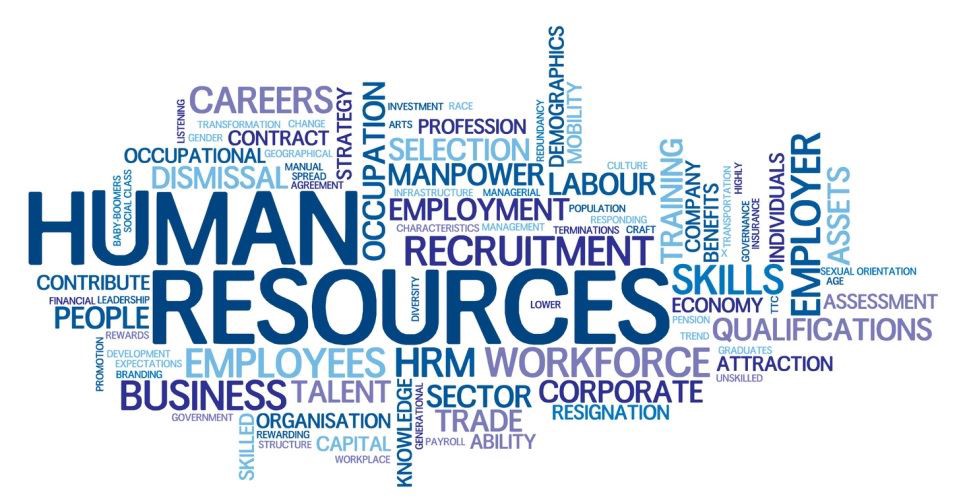 DEMOGRAPHICS
CAREERS
LISTENING
STRATEGY
OCCUPATION
INVESTMENT
RACE
TRANSFORMATION
CHANGE
ARTS
PROFESSION
REDUNDANCY
MOBILITY
GENDER
CONTRACT
OCCUPATIONAL
GEOGRAPHICAL
SELECTION
TRAINING
EMPLOYER
DISMISSAL
MANUAL
SPREAD
AGREEMENT
MANPOWER
CULTURE
COMPANY
BENEFITS
HIGHLY
INDIVIDUALS
ASSETS
BABY-BOOMERS
SOCIAL CLASS
INFRASTRUCTURE
MANAGERIAL
LABOUR
X
TRANSPORTATION
GOVERNANCE
INSURANCE
HUMAN
EMPLOYMENT
POPULATION
CHARACTERISTICS
MANAGEMENT
RESPONDING
TERMINATIONS
CRAFT
RECRUITMENT
CONTRIBUTE
RESOURCES
DIVERSITY
LOWER
SKILLS
SEXUAL ORIENTATION
AGE
FINANCIAL
LEADERSHIP
ECONOMY
TTC
ASSESSMENT
PEOPLE
REWARDS
PENSION
TREND
QUALIFICATIONS
PROMOTION
DEVELOPMENT
EXPECTATIONS
BRANDING
EMPLOYEES
HRM
WORKFORCE
GRADUATES
ATTRACTION
UNSKILLED
BUSINESS
TALENT
KNOWLEDGE
GENERATIONAL
SECTOR
CORPORATE
GOVERNMENT
SKILLED
ORGANISATION
TRADE
RESIGNATION
REWARDING
STRUCTURE
CAPITAL
PAYROLL
ABILITY
WORKPLACE